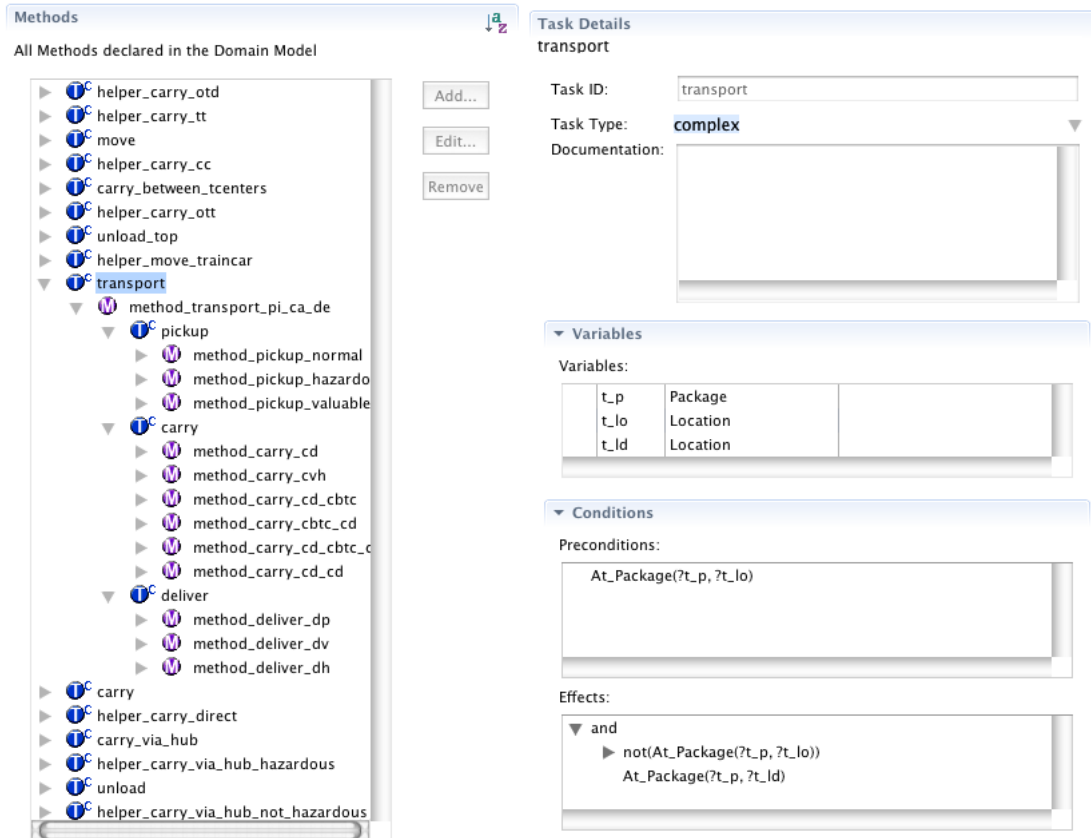 Methods
All Methods declared in the Domain Model
helper_carry_otd
helper_carry_tt
move
helper_carry_cc
carry_between_tcenters
helper_carry_ott
unload_top
helper_move_traincar
transport
method_transport_pi_ca_de
pickup
method_pickup_normal
method_pickup_hazardo
method_pickup_valuable
carry
method_carry_cd
method_carry_cvh
method_carry_cd_cbtc
method_carry_cbtc_cd
method_carry_cd_cbtc_c
method_carry_cd_cd
deliver
method_deliver_dp
method_deliver_dv
method_deliver_dh
carry
helper_carry_direct
carry_via_hub
helper_carry_via_hub_hazardous
unload
helper_carry_via_hub_not_hazardous
Add...
Edit...
Remove
Task Details
transport
Task ID: transport
Task Type: complex
Documentation:
Variables
Variables:
t_p Package
t_lo Location
t_ld Location
Conditions
Preconditions:
At_Package(?t_p, ?t_lo)
Effects:
and
not(At_Package(?t_p, ?t_lo))
At_Package(?t_p, ?t_ld)